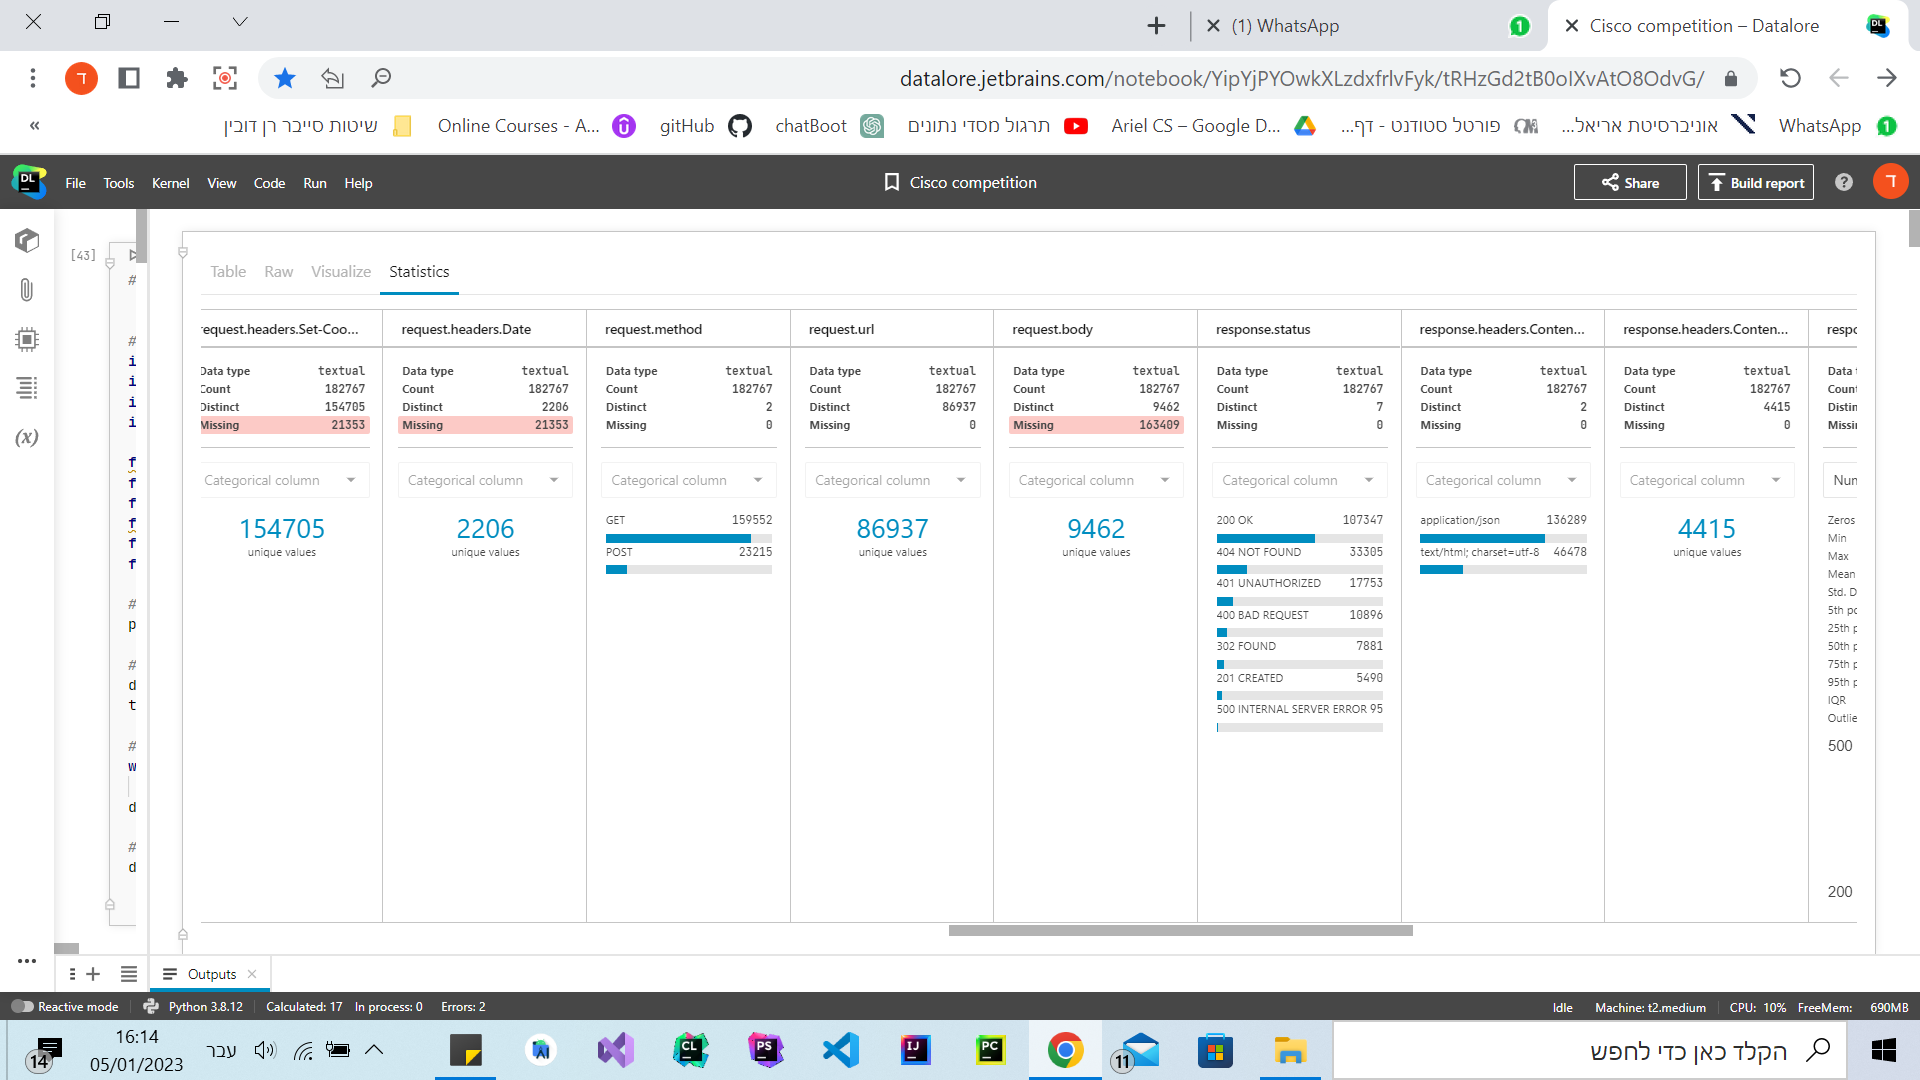 (1) WhatsApp
1
Cisco competition – Datalore
ד
datalore.jetbrains.com/notebook/YipYjPYOwkXLzdxfrlvFyk/tRHzGd2tB0oIXvAtO8OdvG/
«
שיטות סייבר רן דובין
Online Courses - A...
gitHub
chatBoot
תרגול מסדי נתונים
Ariel CS – Google D...
פורטל סטודנט - דף...
אוניברסיטת אריאל...
WhatsApp
1
DL
File
Tools
Kernel
View
Code
Run
Help
Cisco competition
Share
Build report
?
ד
[43]
Table
Raw
Visualize
Statistics
request.headers.Set-Coo...
request.headers.Date
request.method
request.url
request.body
response.status
response.headers.Conten...
response.headers.Conten...
Data type textual
Count 182767
Distinct 154705
Missing 21353
Data type textual
Count 182767
Distinct 2206
Missing 21353
Data type textual
Count 182767
Distinct 2
Missing 0
Data type textual
Count 182767
Distinct 86937
Missing 0
Data type textual
Count 182767
Distinct 9462
Missing 163409
Data type textual
Count 182767
Distinct 7
Missing 0
Data type textual
Count 182767
Distinct 2
Missing 0
Data type textual
Count 182767
Distinct 4415
Missing 0
Categorical column
Categorical column
Categorical column
Categorical column
Categorical column
Categorical column
Categorical column
Categorical column
154705
unique values
2206
unique values
GET 159552
POST 23215
86937
unique values
9462
unique values
200 OK 107347
404 NOT FOUND 33305
401 UNAUTHORIZED 17753
400 BAD REQUEST 10896
302 FOUND 7881
201 CREATED 5490
500 INTERNAL SERVER ERROR 95
application/json 136289
text/html; charset=utf-8 46478
4415
unique values
Zeros
Min
Max
Mean
Std. D
5th pc
25th p
50th p
75th p
95th p
IQR
Outlie
500
200
(x)
Outputs
Reactive mode
Python 3.8.12
Calculated: 17
In process: 0
Errors: 2
Idle
Machine: t2.medium
CPU: 10%
FreeMem: 690MB
14
16:14
05/01/2023
עבר
CL
PS
IJ
PC
11
הקלד כאן כדי לחפש